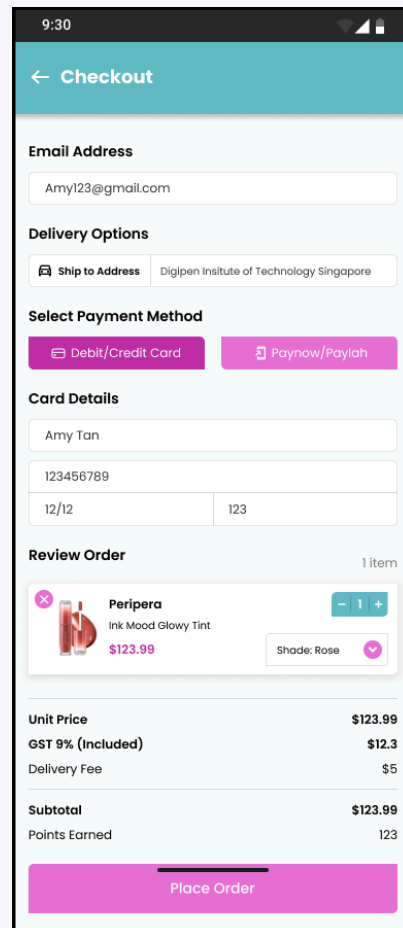 9:30
Checkout
Email Address
Amy123@gmail.com
Delivery Options
Ship to Address Digipen Insitute of Technology Singapore
Select Payment Method
Debit/Credit Card Paynow/Paylah
Card Details
Amy Tan
123456789
12/12 123
Review Order 1 item
Peripera - 1 +
Ink Mood Glowy Tint
$123.99 Shade: Rose
Unit Price $123.99
GST 9% (Included) $12.3
Delivery Fee $5
Subtotal $123.99
Points Earned 123
Place Order